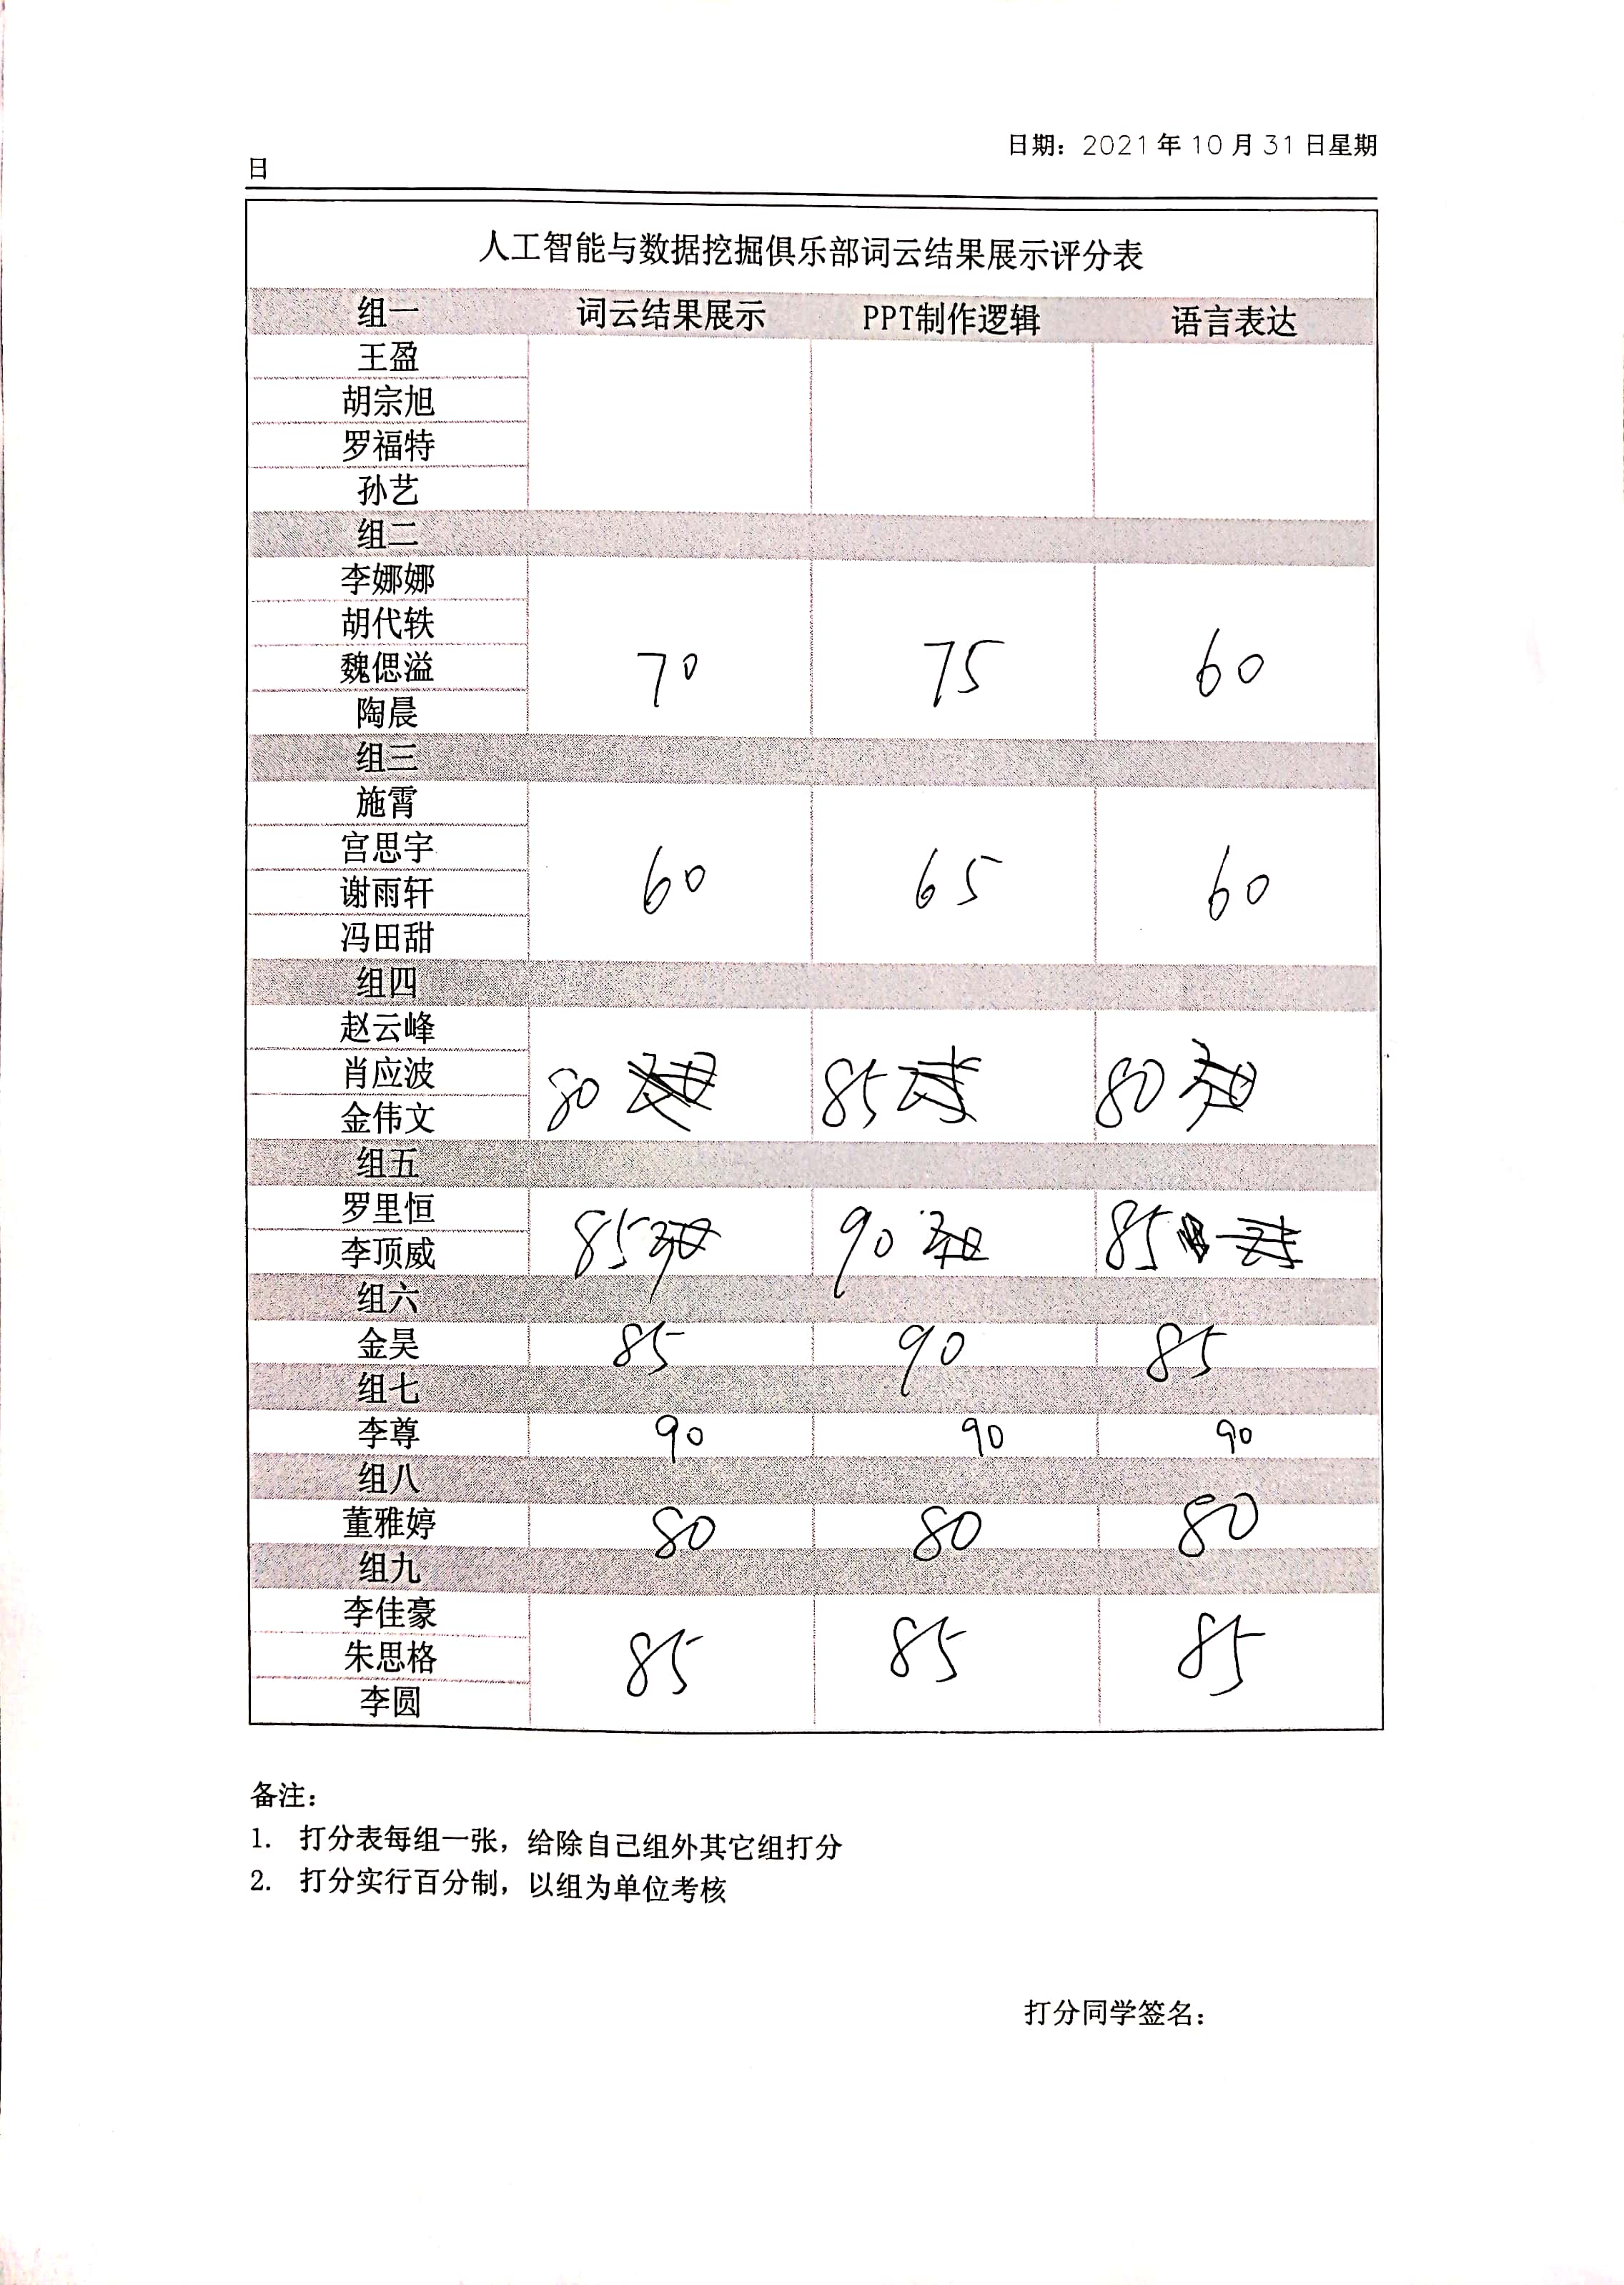 日期：2021年10月31日星期
日
人工智能与数据挖掘俱乐部词云结果展示评分表
组一 词云结果展示 PPT制作逻辑 语言表达
王盈
胡宗旭
罗福特
孙艺
组二
李娜娜
胡代轶
魏偲溢 70 75 60
陶晨
组三
施霄
宫思宇
谢雨轩 60 65 60
冯田甜
组四
赵云峰
肖应波 80 85 80
金伟文
组五
罗里恒
李顶威 85 90 85
组六
金昊 85 90 85
组七
李尊 90 90 90
组八
董雅婷 80 80 80
组九
李佳豪
朱思格 85 85 85
李圆
备注：
1. 打分表每组一张，给除自己组外其它组打分
2. 打分实行百分制，以组为单位考核
打分同学签名：